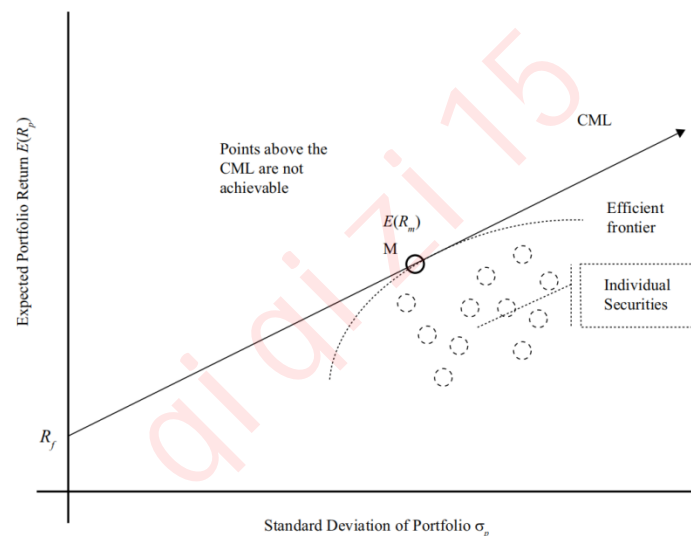 Expected Portfolio Return E(Rp)
CML
Points above the
CML are not
achievable
E(Rm)
M
Efficient
frontier
Individual
Securities
Rf
Standard Deviation of Portfolio σp
qi qi zi 15